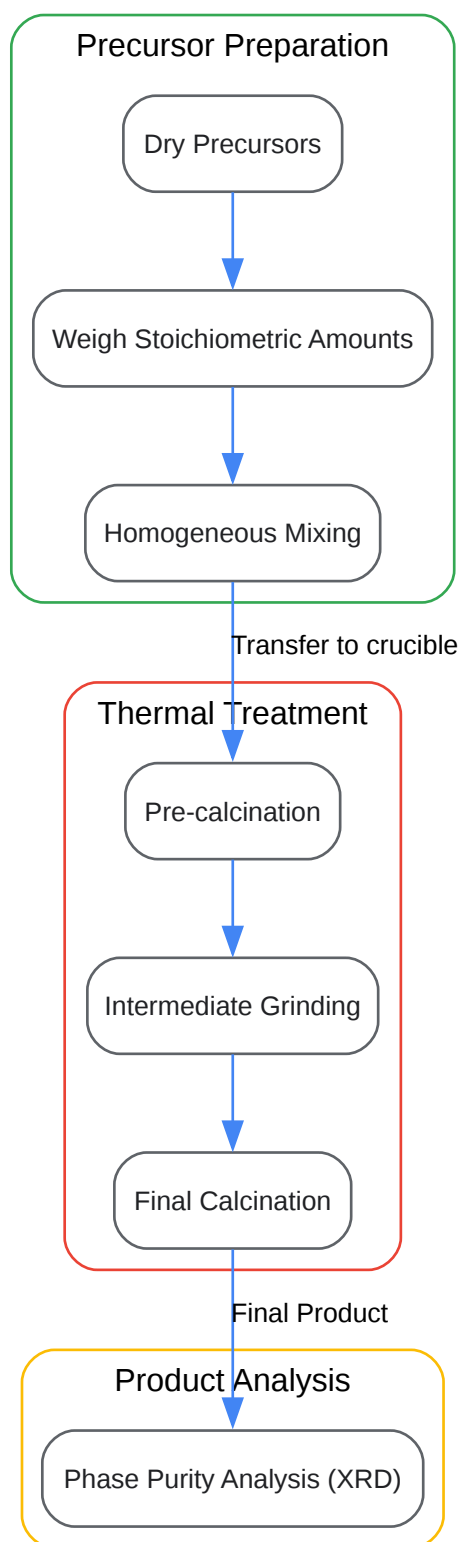 Precursor Preparation
Dry Precursors
Weigh Stoichiometric Amounts
Homogeneous Mixing
Transfer to crucible
Thermal Treatment
Pre-calcination
Intermediate Grinding
Final Calcination
Final Product
Product Analysis
Phase Purity Analysis (XRD)